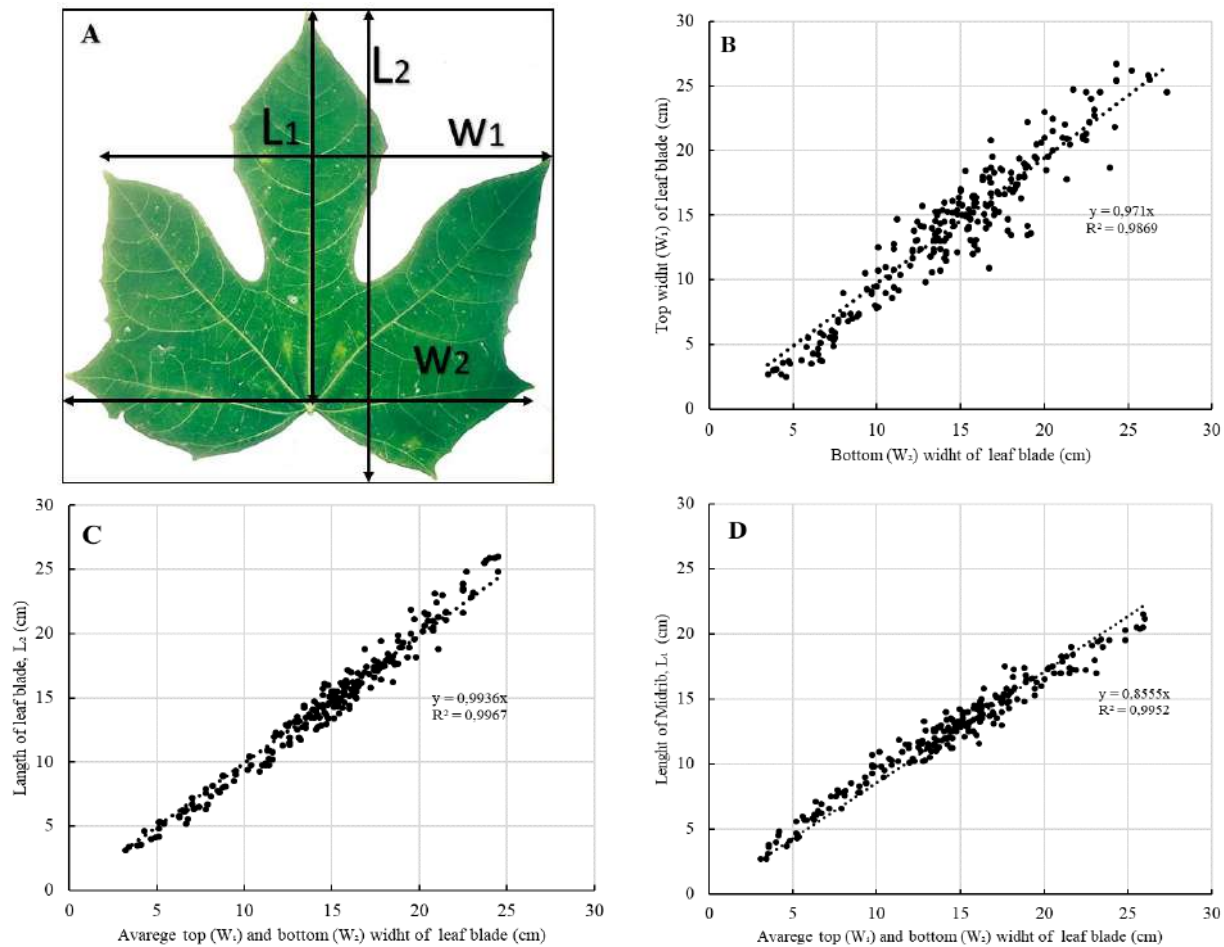 A
L1
L2
W1
W2
B
30
25
20
15
10
5
0
Top widht (W₁) of leaf blade (cm)
y = 0,971x
R² = 0,9869
0 5 10 15 20 25 30
Bottom (W₂) widht of leaf blade (cm)
C
30
25
20
15
10
5
0
Langth of leaf blade, L₂ (cm)
y = 0,9936x
R² = 0,9967
0 5 10 15 20 25 30
Avarege top (W₁) and bottom (W₂) widht of leaf blade (cm)
D
30
25
20
15
10
5
0
Lenght of Midrib, L₁ (cm)
y = 0,8555x
R² = 0,9952
0 5 10 15 20 25 30
Avarege top (W₁) and bottom (W₂) widht of leaf blade (cm)